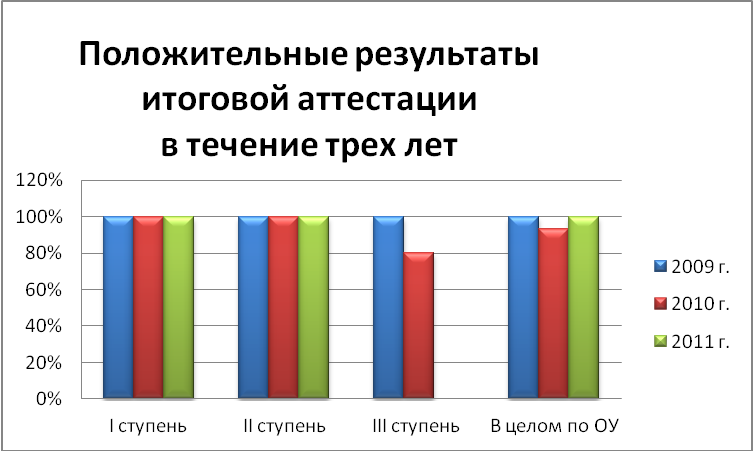 Положительные результаты
итоговой аттестации
в течение трех лет
120%
100%
80%
60%
40%
20%
0%
I ступень
II ступень
III ступень
В целом по ОУ
2009 г.
2010 г.
2011 г.